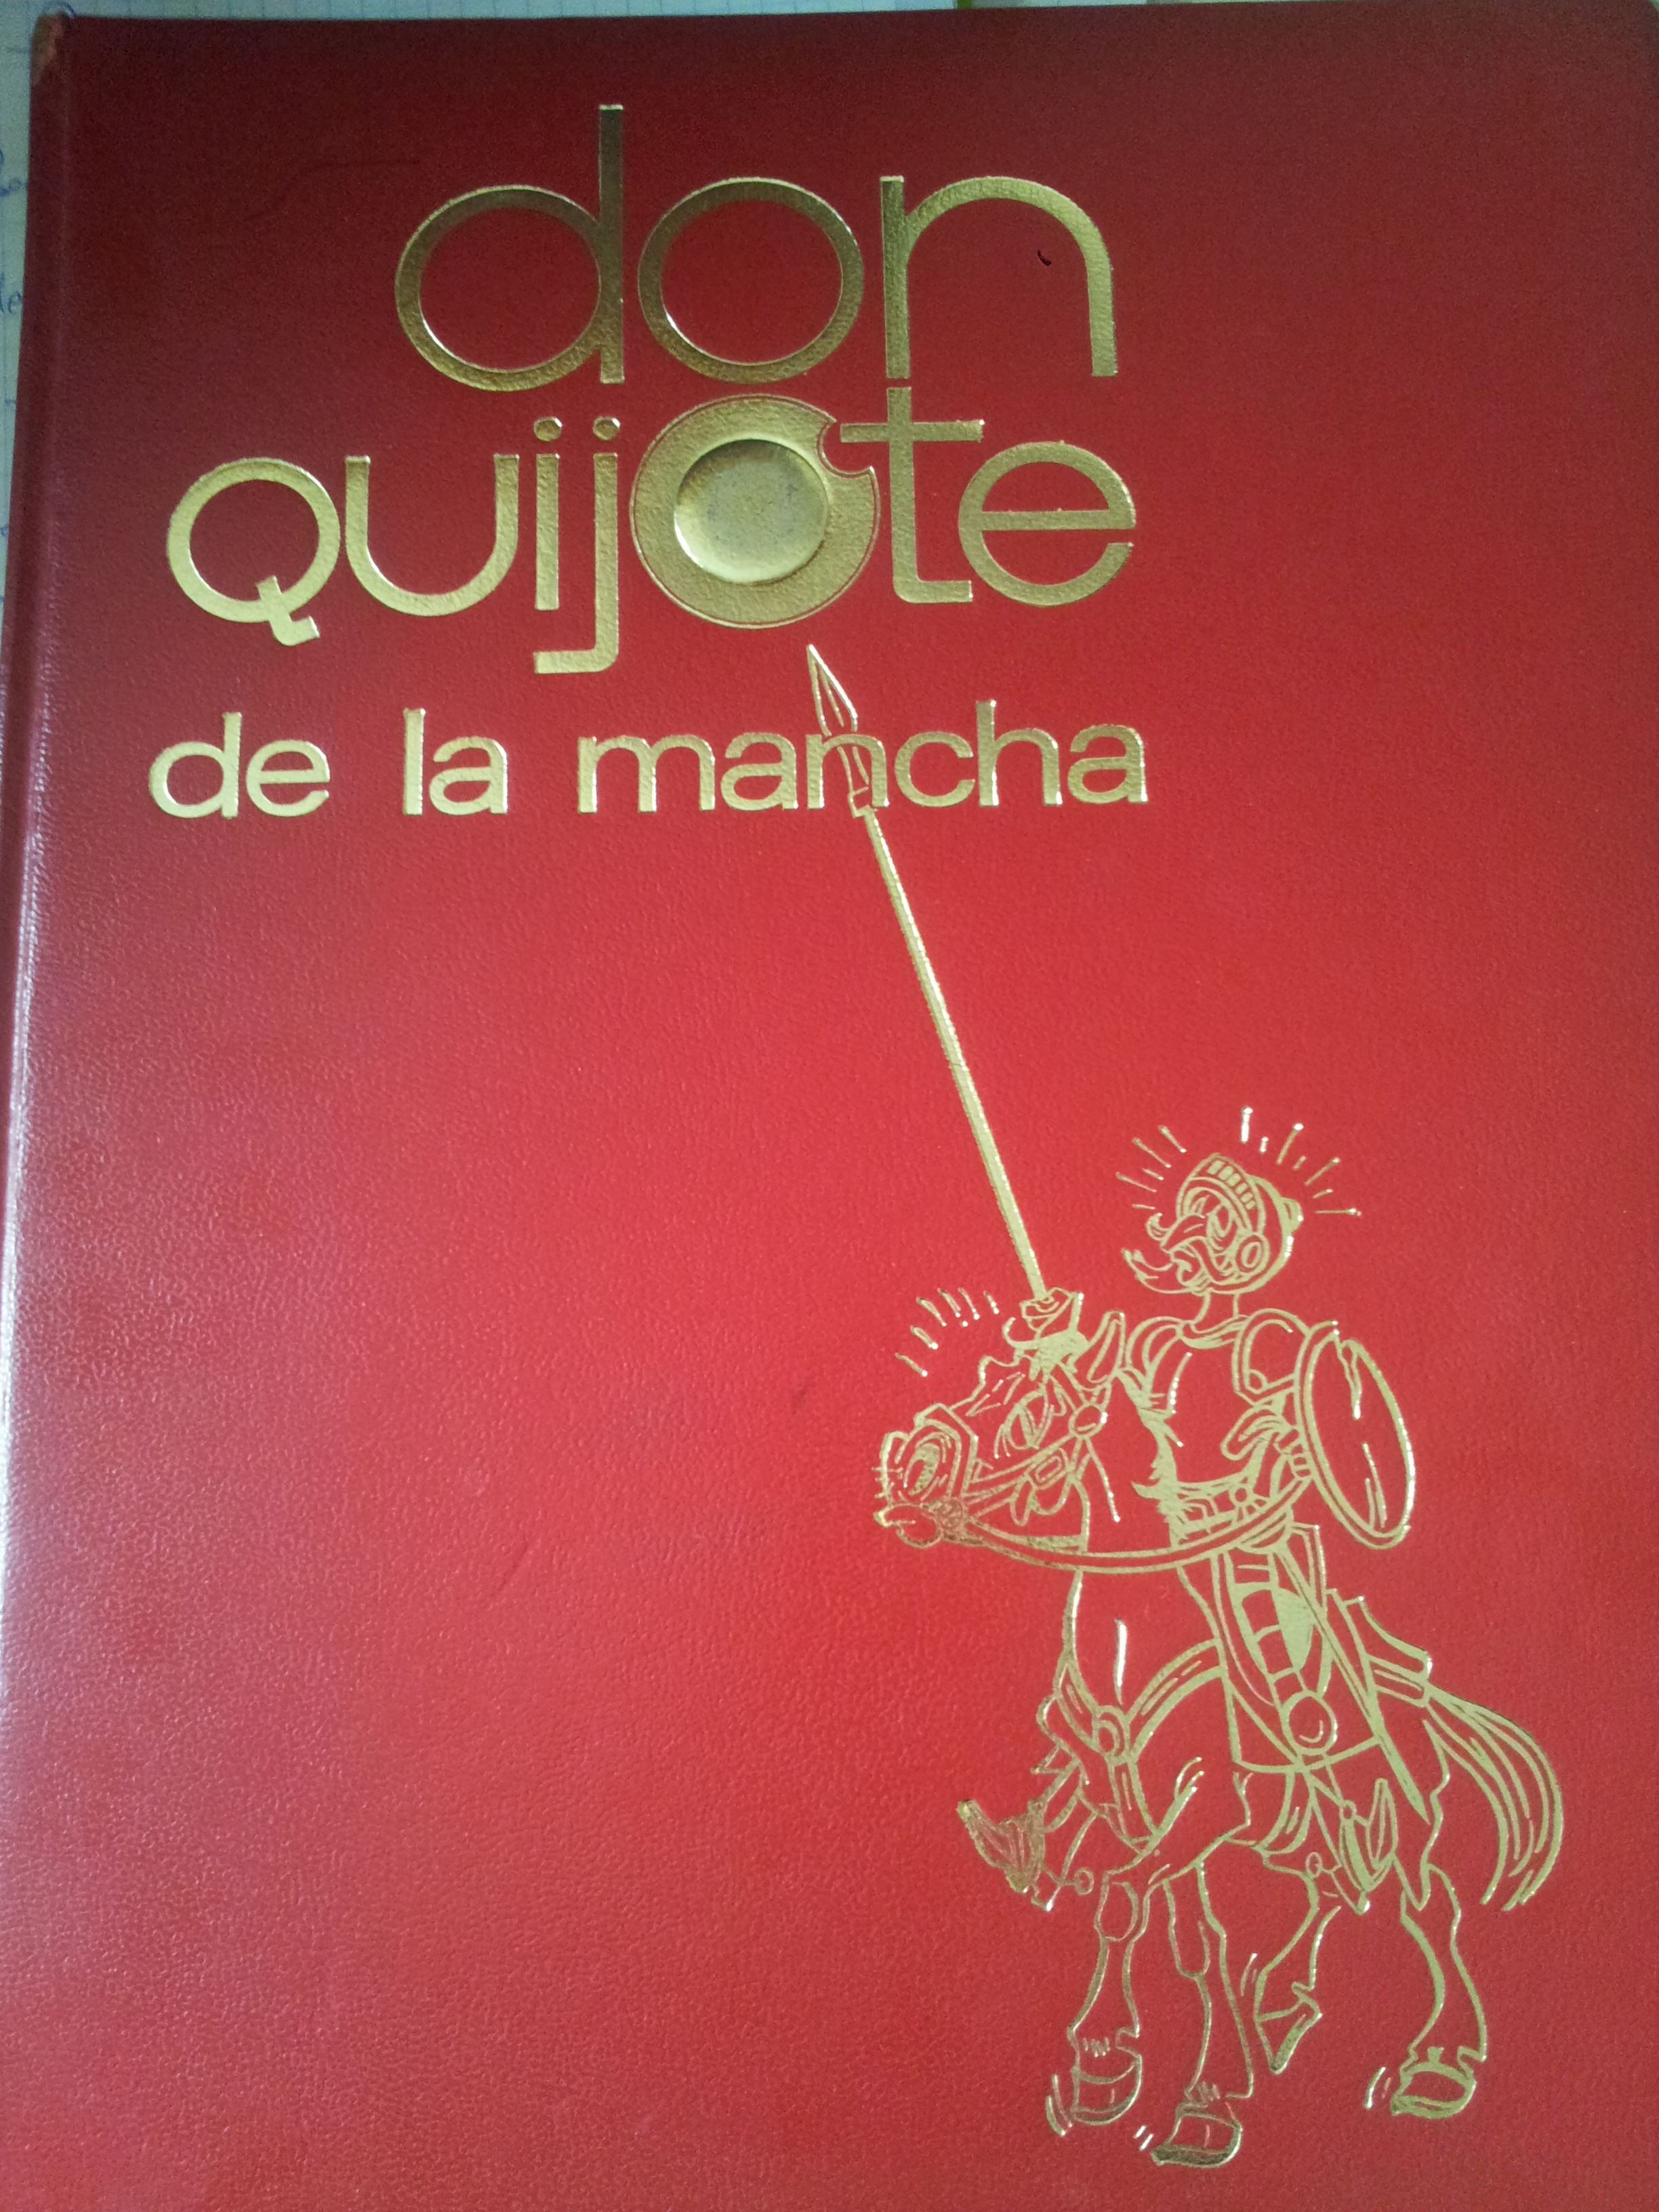 don
quijote
de la mancha